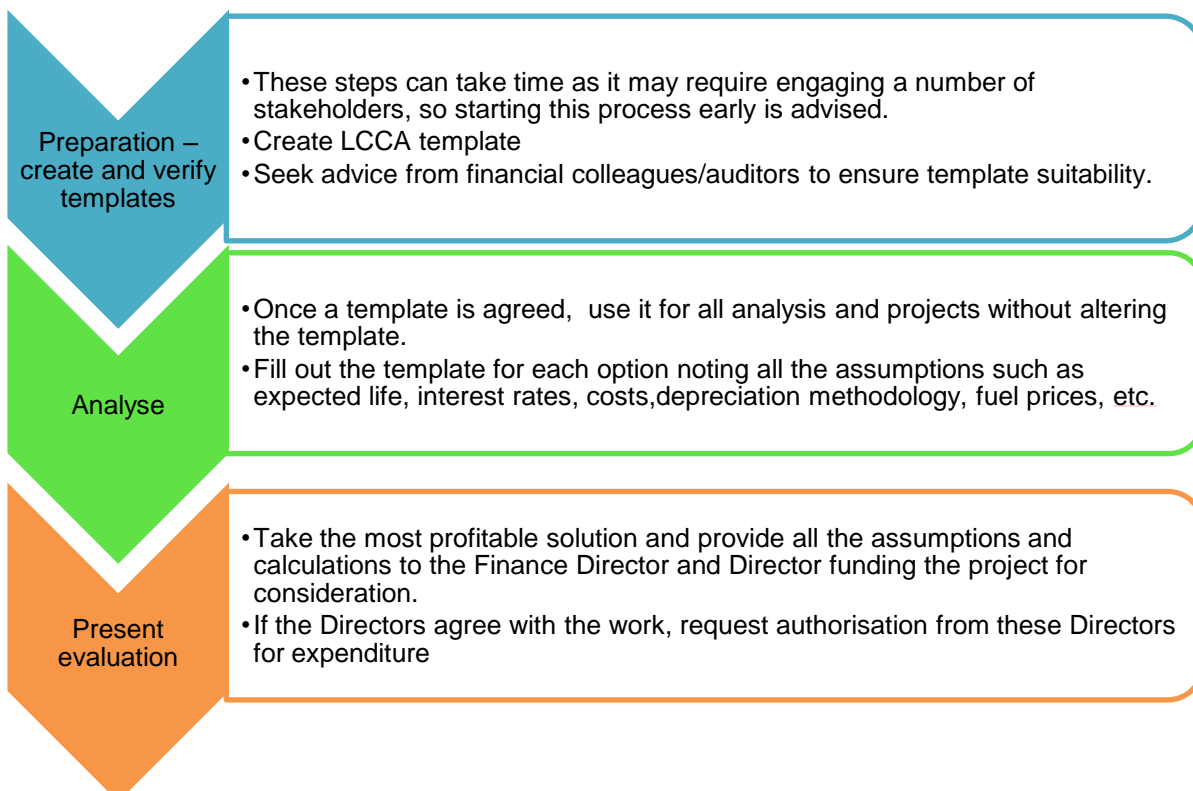 Preparation –
create and verify
templates
•These steps can take time as it may require engaging a number of
stakeholders, so starting this process early is advised.
•Create LCCA template
•Seek advice from financial colleagues/auditors to ensure template suitability.
Analyse
•Once a template is agreed,  use it for all analysis and projects without altering
the template.
•Fill out the template for each option noting all the assumptions such as
expected life, interest rates, costs,depreciation methodology, fuel prices, etc.
Present
evaluation
•Take the most profitable solution and provide all the assumptions and
calculations to the Finance Director and Director funding the project for
consideration.
•If the Directors agree with the work, request authorisation from these Directors
for expenditure